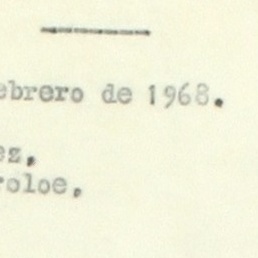 ebrero de 1968.
ez,
roloe,